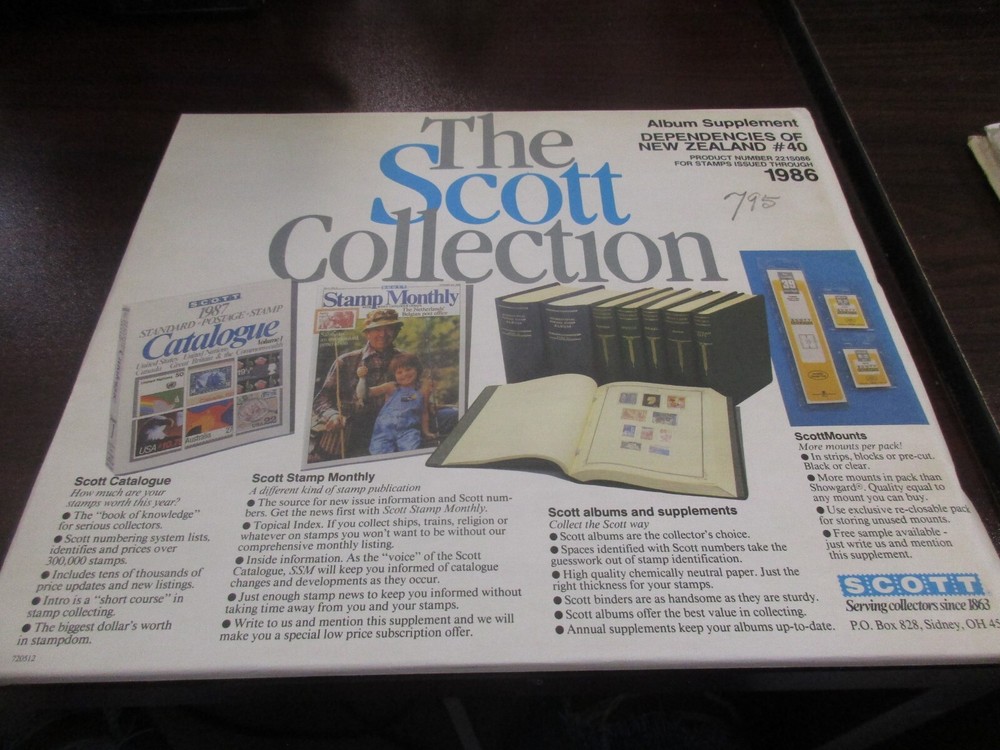 The
Scott
Collection
Album Supplement
DEPENDENCIES OF
NEW ZEALAND #40
PRODUCT NUMBER 221S086
FOR STAMPS ISSUED THROUGH
1986
795
SCOTT
1987
STANDARD • POSTAGE • STAMP
Catalogue
Volume 1
USA
Australia
Stamp Monthly
39
Scott Catalogue
How much are your
stamps worth this year?
● The "book of knowledge"
for serious collectors.
● Scott numbering system lists,
identifies and prices over
300,000 stamps.
● Includes tens of thousands of
price updates and new listings.
● Intro is a "short course" in
stamp collecting.
● The biggest dollar's worth
in stampdom.
720512
Scott Stamp Monthly
A different kind of stamp publication
● The source for new issue information and Scott num-
bers. Get the news first with Scott Stamp Monthly.
● Topical Index. If you collect ships, trains, religion or
whatever on stamps you won't want to be without our
comprehensive monthly listing.
● Inside information. As the "voice" of the Scott
Catalogue, SSM will keep you informed of catalogue
changes and developments as they occur.
● Just enough stamp news to keep you informed without
taking time away from you and your stamps.
● Write to us and mention this supplement and we will
make you a special low price subscription offer.
Scott albums and supplements
Collect the Scott way
● Scott albums are the collector's choice.
● Spaces identified with Scott numbers take the
guesswork out of stamp identification.
● High quality chemically neutral paper. Just the
right thickness for your stamps.
● Scott binders are as handsome as they are sturdy.
● Scott albums offer the best value in collecting.
● Annual supplements keep your albums up-to-date.
ScottMounts
More mounts per pack!
● In strips, blocks or pre-cut.
Black or clear.
● More mounts in pack than
Showgard®. Quality equal to
any mount you can buy.
● Use exclusive re-closable pack
for storing unused mounts.
● Free sample available -
just write us and mention
this supplement.
SCOTT
Serving collectors since 1863
P.O. Box 828, Sidney, OH 45